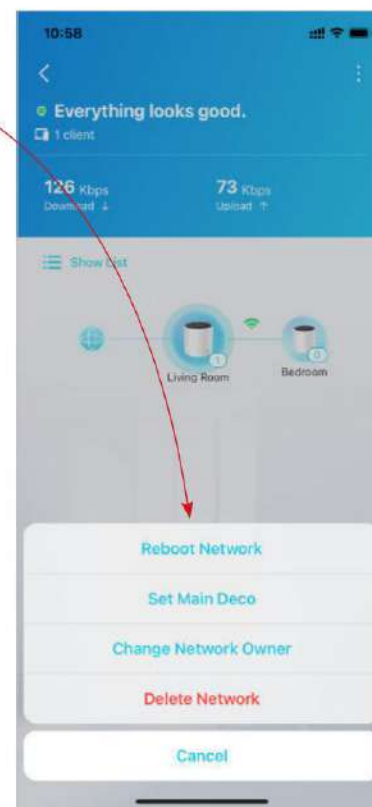 10:58
Everything looks good.
1 client
126 Kbps
73 Kbps
Download ↓
Upload ↑
Show List
1
0
Living Room
Bedroom
Reboot Network
Set Main Deco
Change Network Owner
Delete Network
Cancel